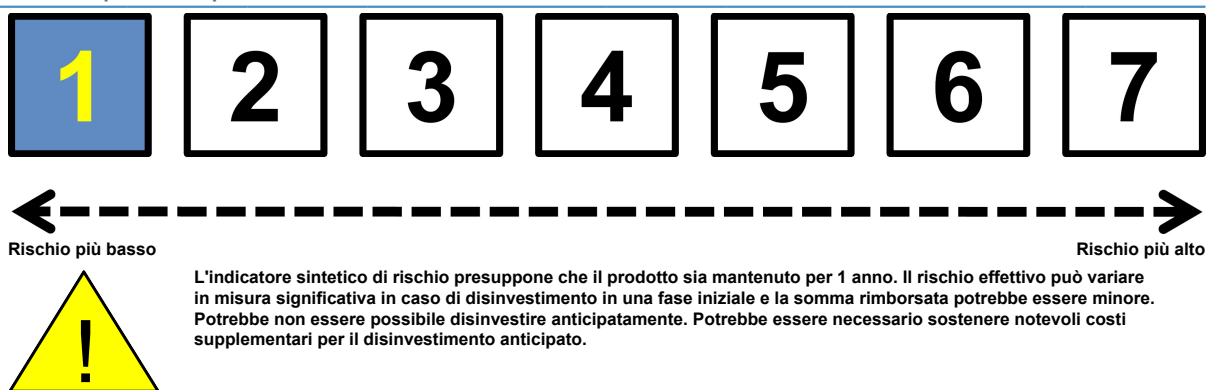 1 2 3 4 5 6 7
Rischio più basso Rischio più alto
L'indicatore sintetico di rischio presuppone che il prodotto sia mantenuto per 1 anno. Il rischio effettivo può variare
in misura significativa in caso di disinvestimento in una fase iniziale e la somma rimborsata potrebbe essere minore.
Potrebbe non essere possibile disinvestire anticipatamente. Potrebbe essere necessario sostenere notevoli costi
supplementari per il disinvestimento anticipato.
!